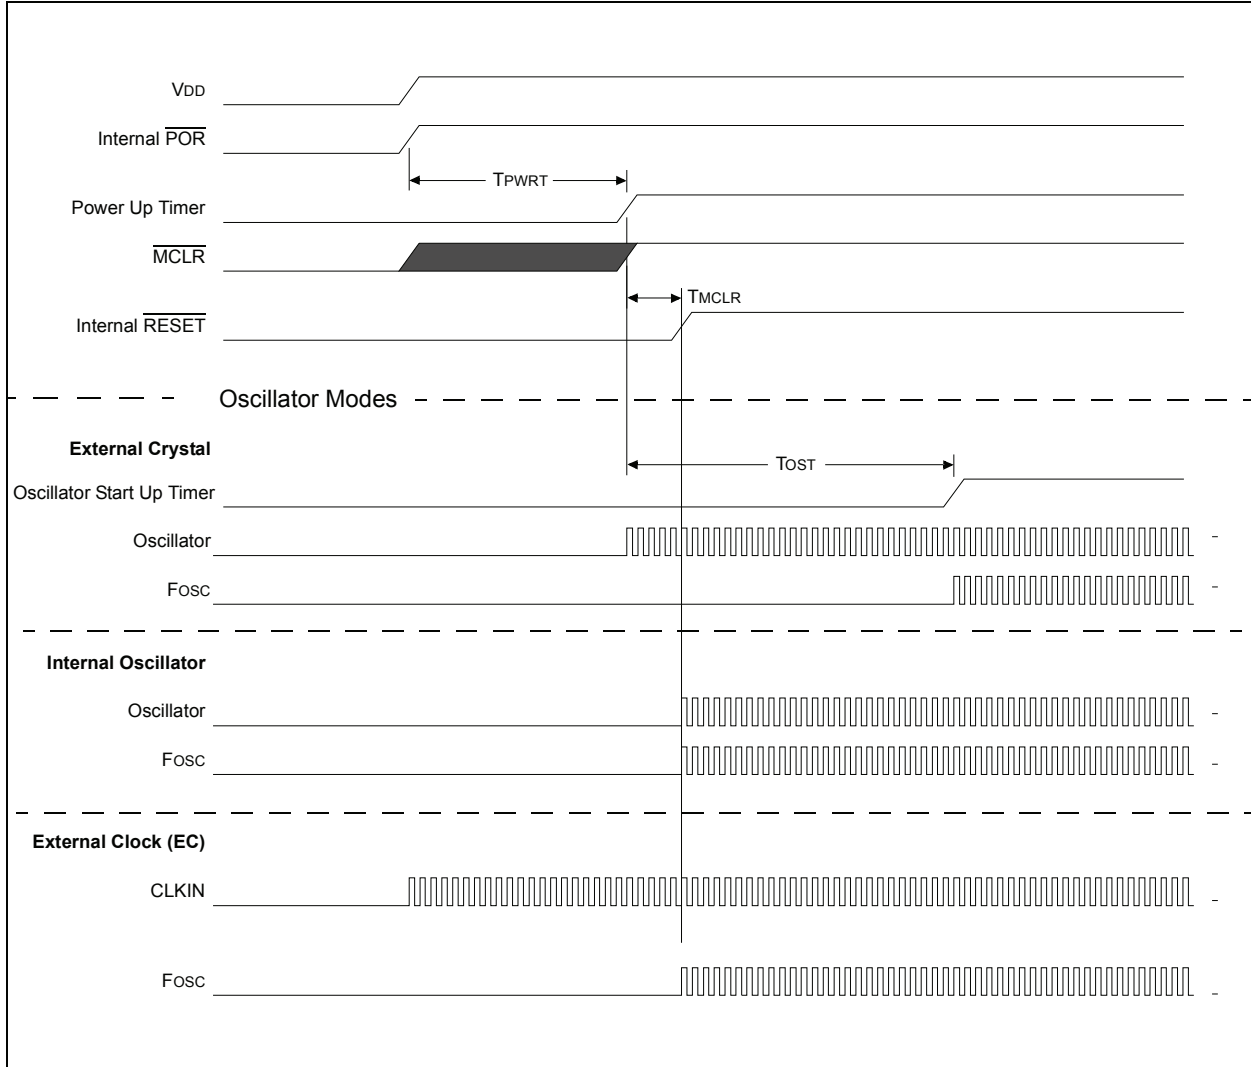 VDD
Internal POR
TPWRT
Power Up Timer
MCLR
TMCLR
Internal RESET
Oscillator Modes
External Crystal
TOST
Oscillator Start Up Timer
Oscillator
FOSC
Internal Oscillator
Oscillator
FOSC
External Clock (EC)
CLKIN
FOSC